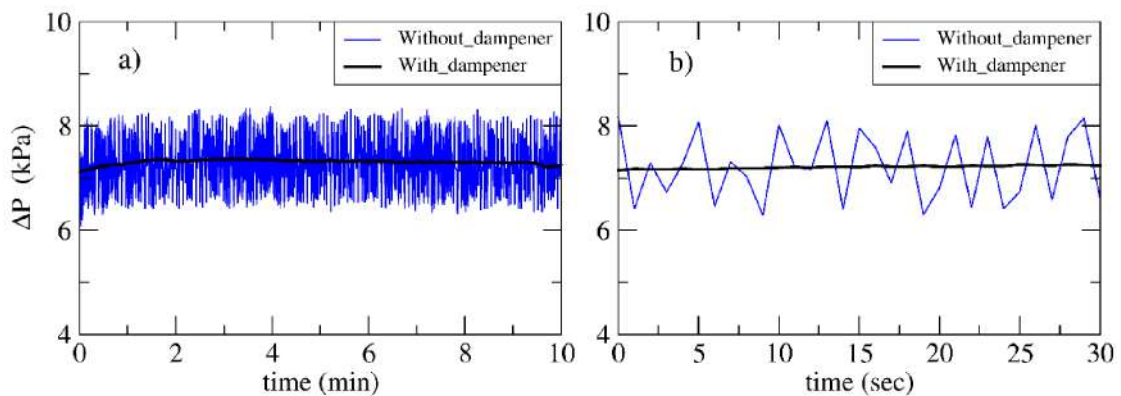 10
8
6
4
ΔP (kPa)
a)
Without_dampener
With_dampener
0 2 4 6 8 10
time (min)
10
8
6
4
b)
Without_dampener
With_dampener
0 5 10 15 20 25 30
time (sec)